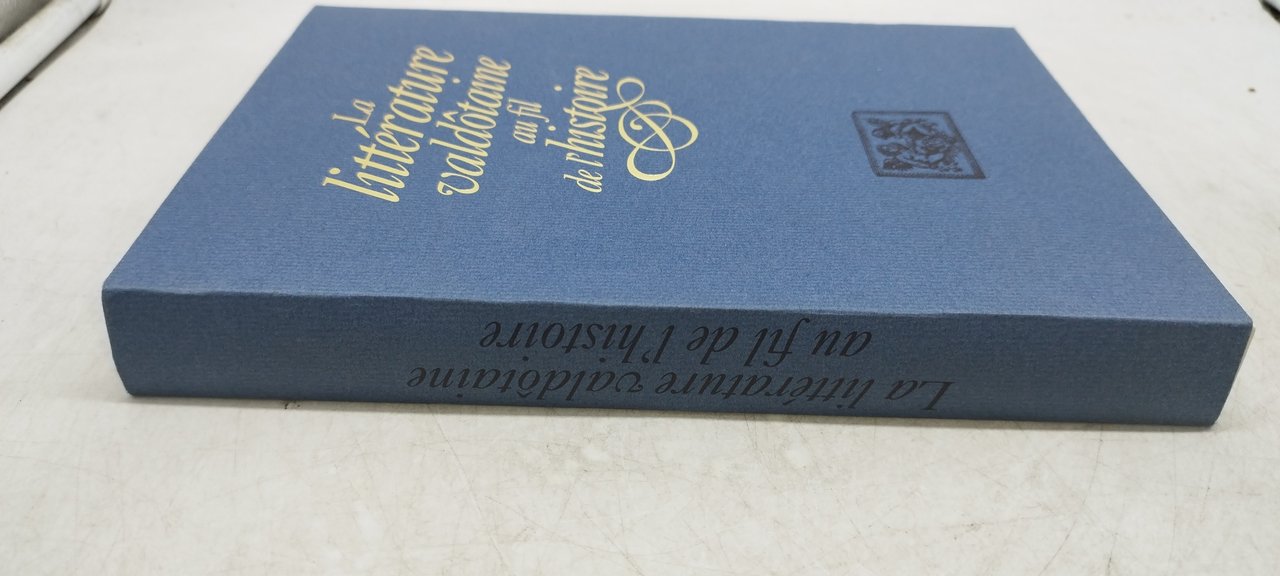 La
littérature
valdôtaine
au fil
de l'histoire
La littérature valdôtaine
au fil de l'histoire